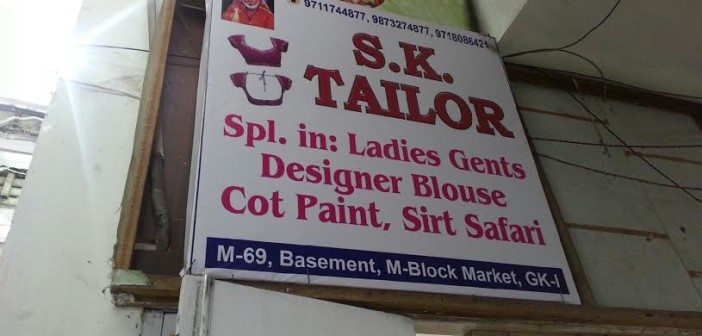 9711744877, 9873274877, 9718086421
S.K.
TAILOR
Spl. in: Ladies Gents
Designer Blouse
Cot Paint, Sirt Safari
M-69, Basement, M-Block Market, GK-I